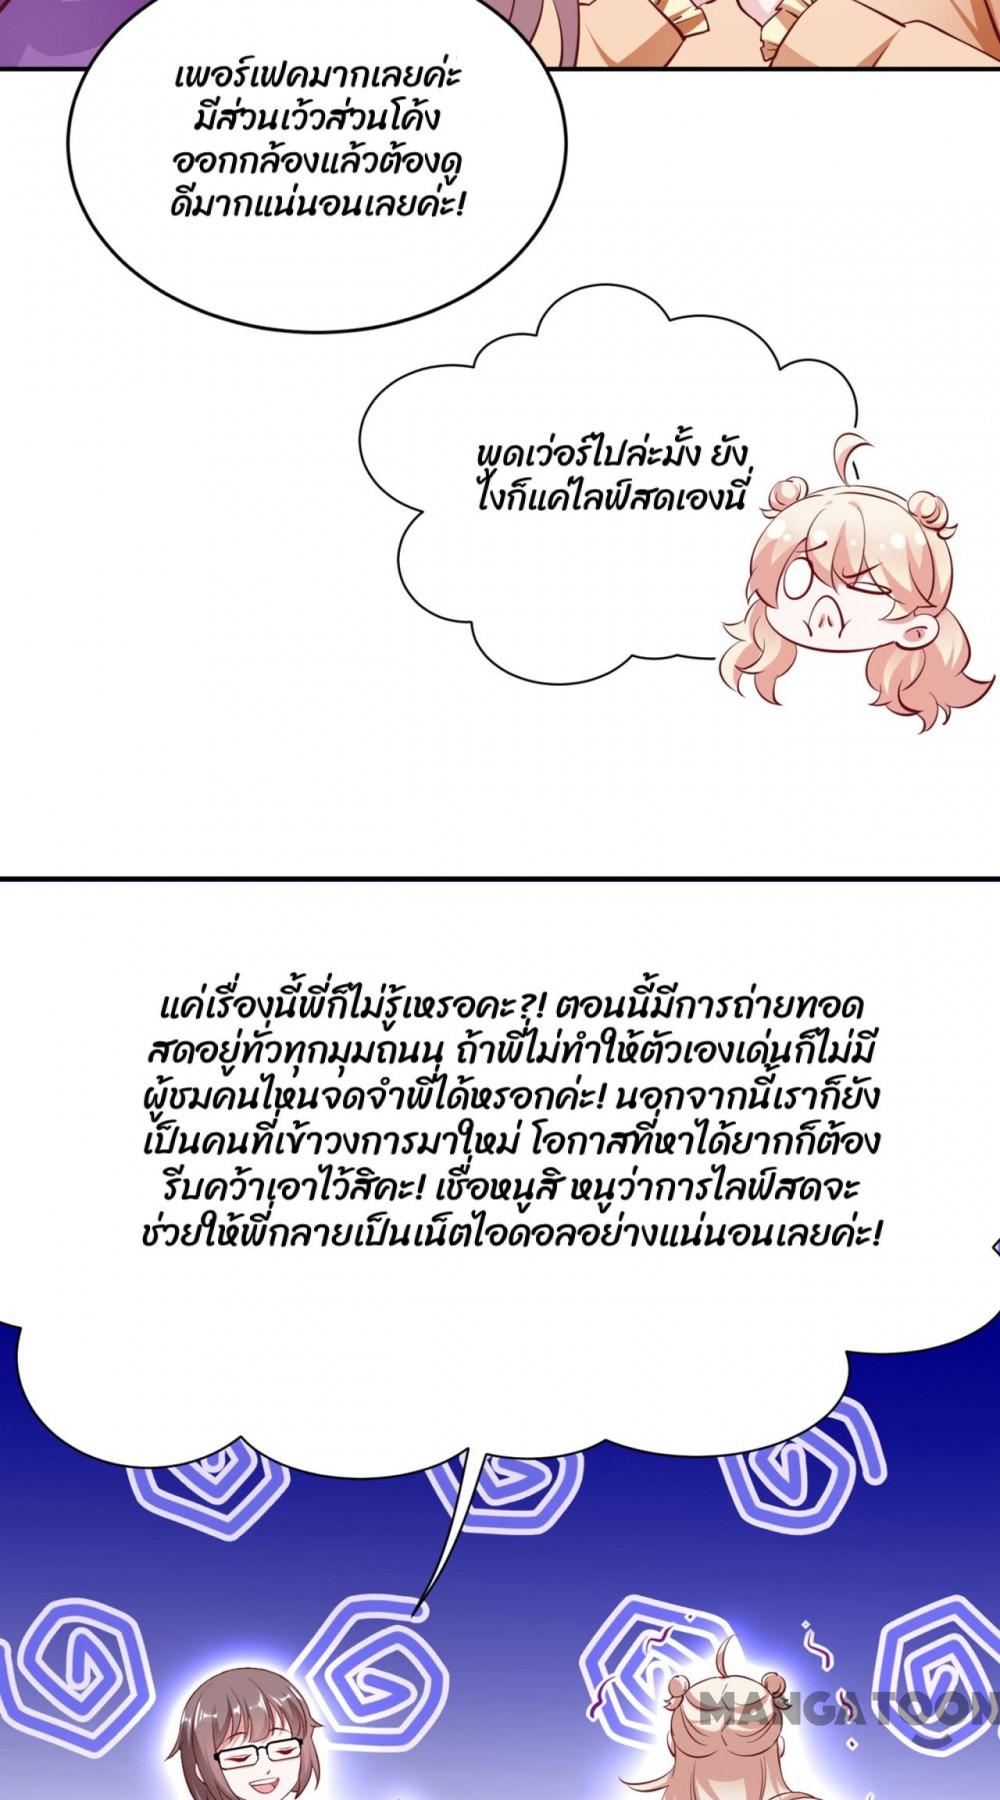 เพอร์เฟคมากเลยค่ะ
มีส่วนเว้าส่วนโค้ง
ออกกล้องแล้วต้องดู
ดีมากแน่นอนเลยค่ะ!
พูดเว่อร์ไปล่ะมั้ง ยัง
ไงก็แค่ไลฟ์สดเองนี่
แค่เรื่องนี้พี่ก็ไม่รู้เหรอคะ?! ตอนนี้มีการถ่ายทอด
สดอยู่ทั่วทุกมุมถนน ถ้าพี่ไม่ทำให้ตัวเองเด่นก็ไม่มี
ผู้ชมคนไหนจดจำพี่ได้หรอกค่ะ! นอกจากนี้เราก็ยัง
เป็นคนที่เข้าวงการมาใหม่ โอกาสที่หาได้ยากก็ต้อง
รีบคว้าเอาไว้สิคะ! เชื่อหนูสิ หนูว่าการไลฟ์สดจะ
ช่วยให้พี่กลายเป็นเน็ตไอดอลอย่างแน่นอนเลยค่ะ!
MANGATOON